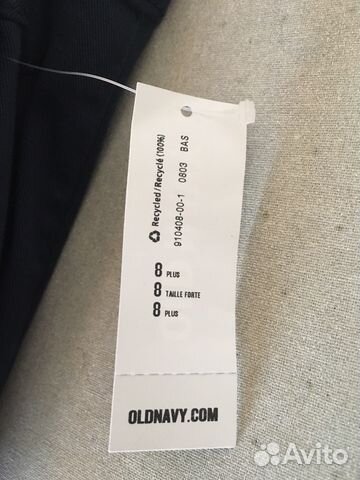 Recycled/Recyclé (100%)
910408-00-1 0803 BAS
8 PLUS
8 TAILLE FORTE
8 PLUS
OLDNAVY.COM
Avito